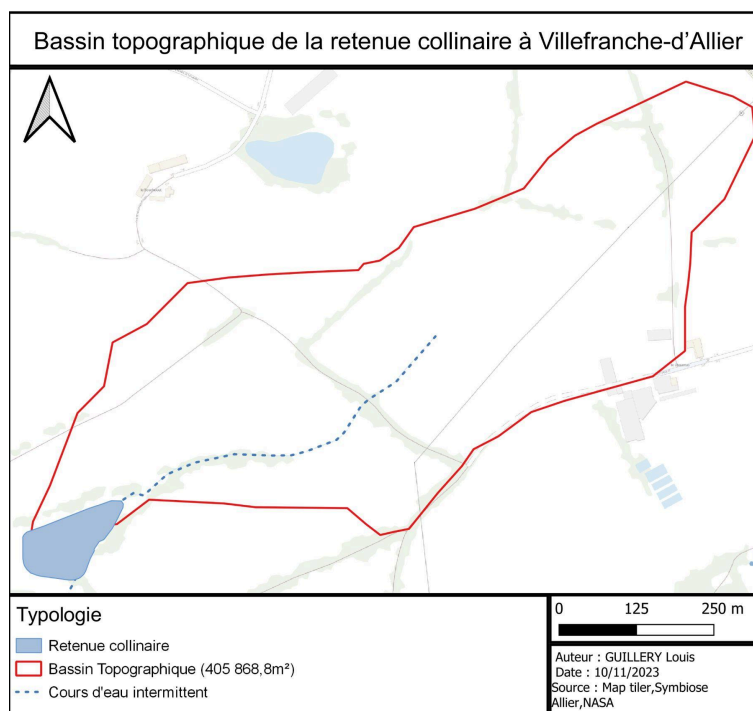 Bassin topographique de la retenue collinaire à Villefranche-d'Allier
Typologie
Retenue collinaire
Bassin Topographique (405 868,8m²)
Cours d'eau intermittent
0 125 250 m
Auteur : GUILLERY Louis
Date : 10/11/2023
Source : Map tiler,Symbiose
Allier,NASA